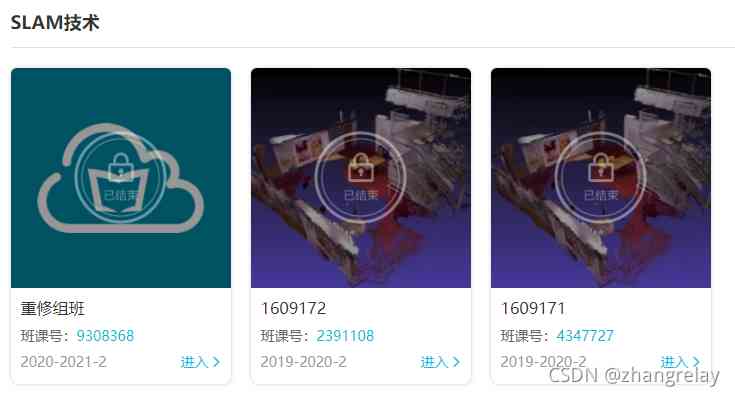 SLAM技术
已结束
已结束
已结束
重修组班
班课号：9308368
2020-2021-2
进入
1609172
班课号：2391108
2019-2020-2
进入
1609171
班课号：4347727
2019-2020-2
进入
CSDN @zhangrelay